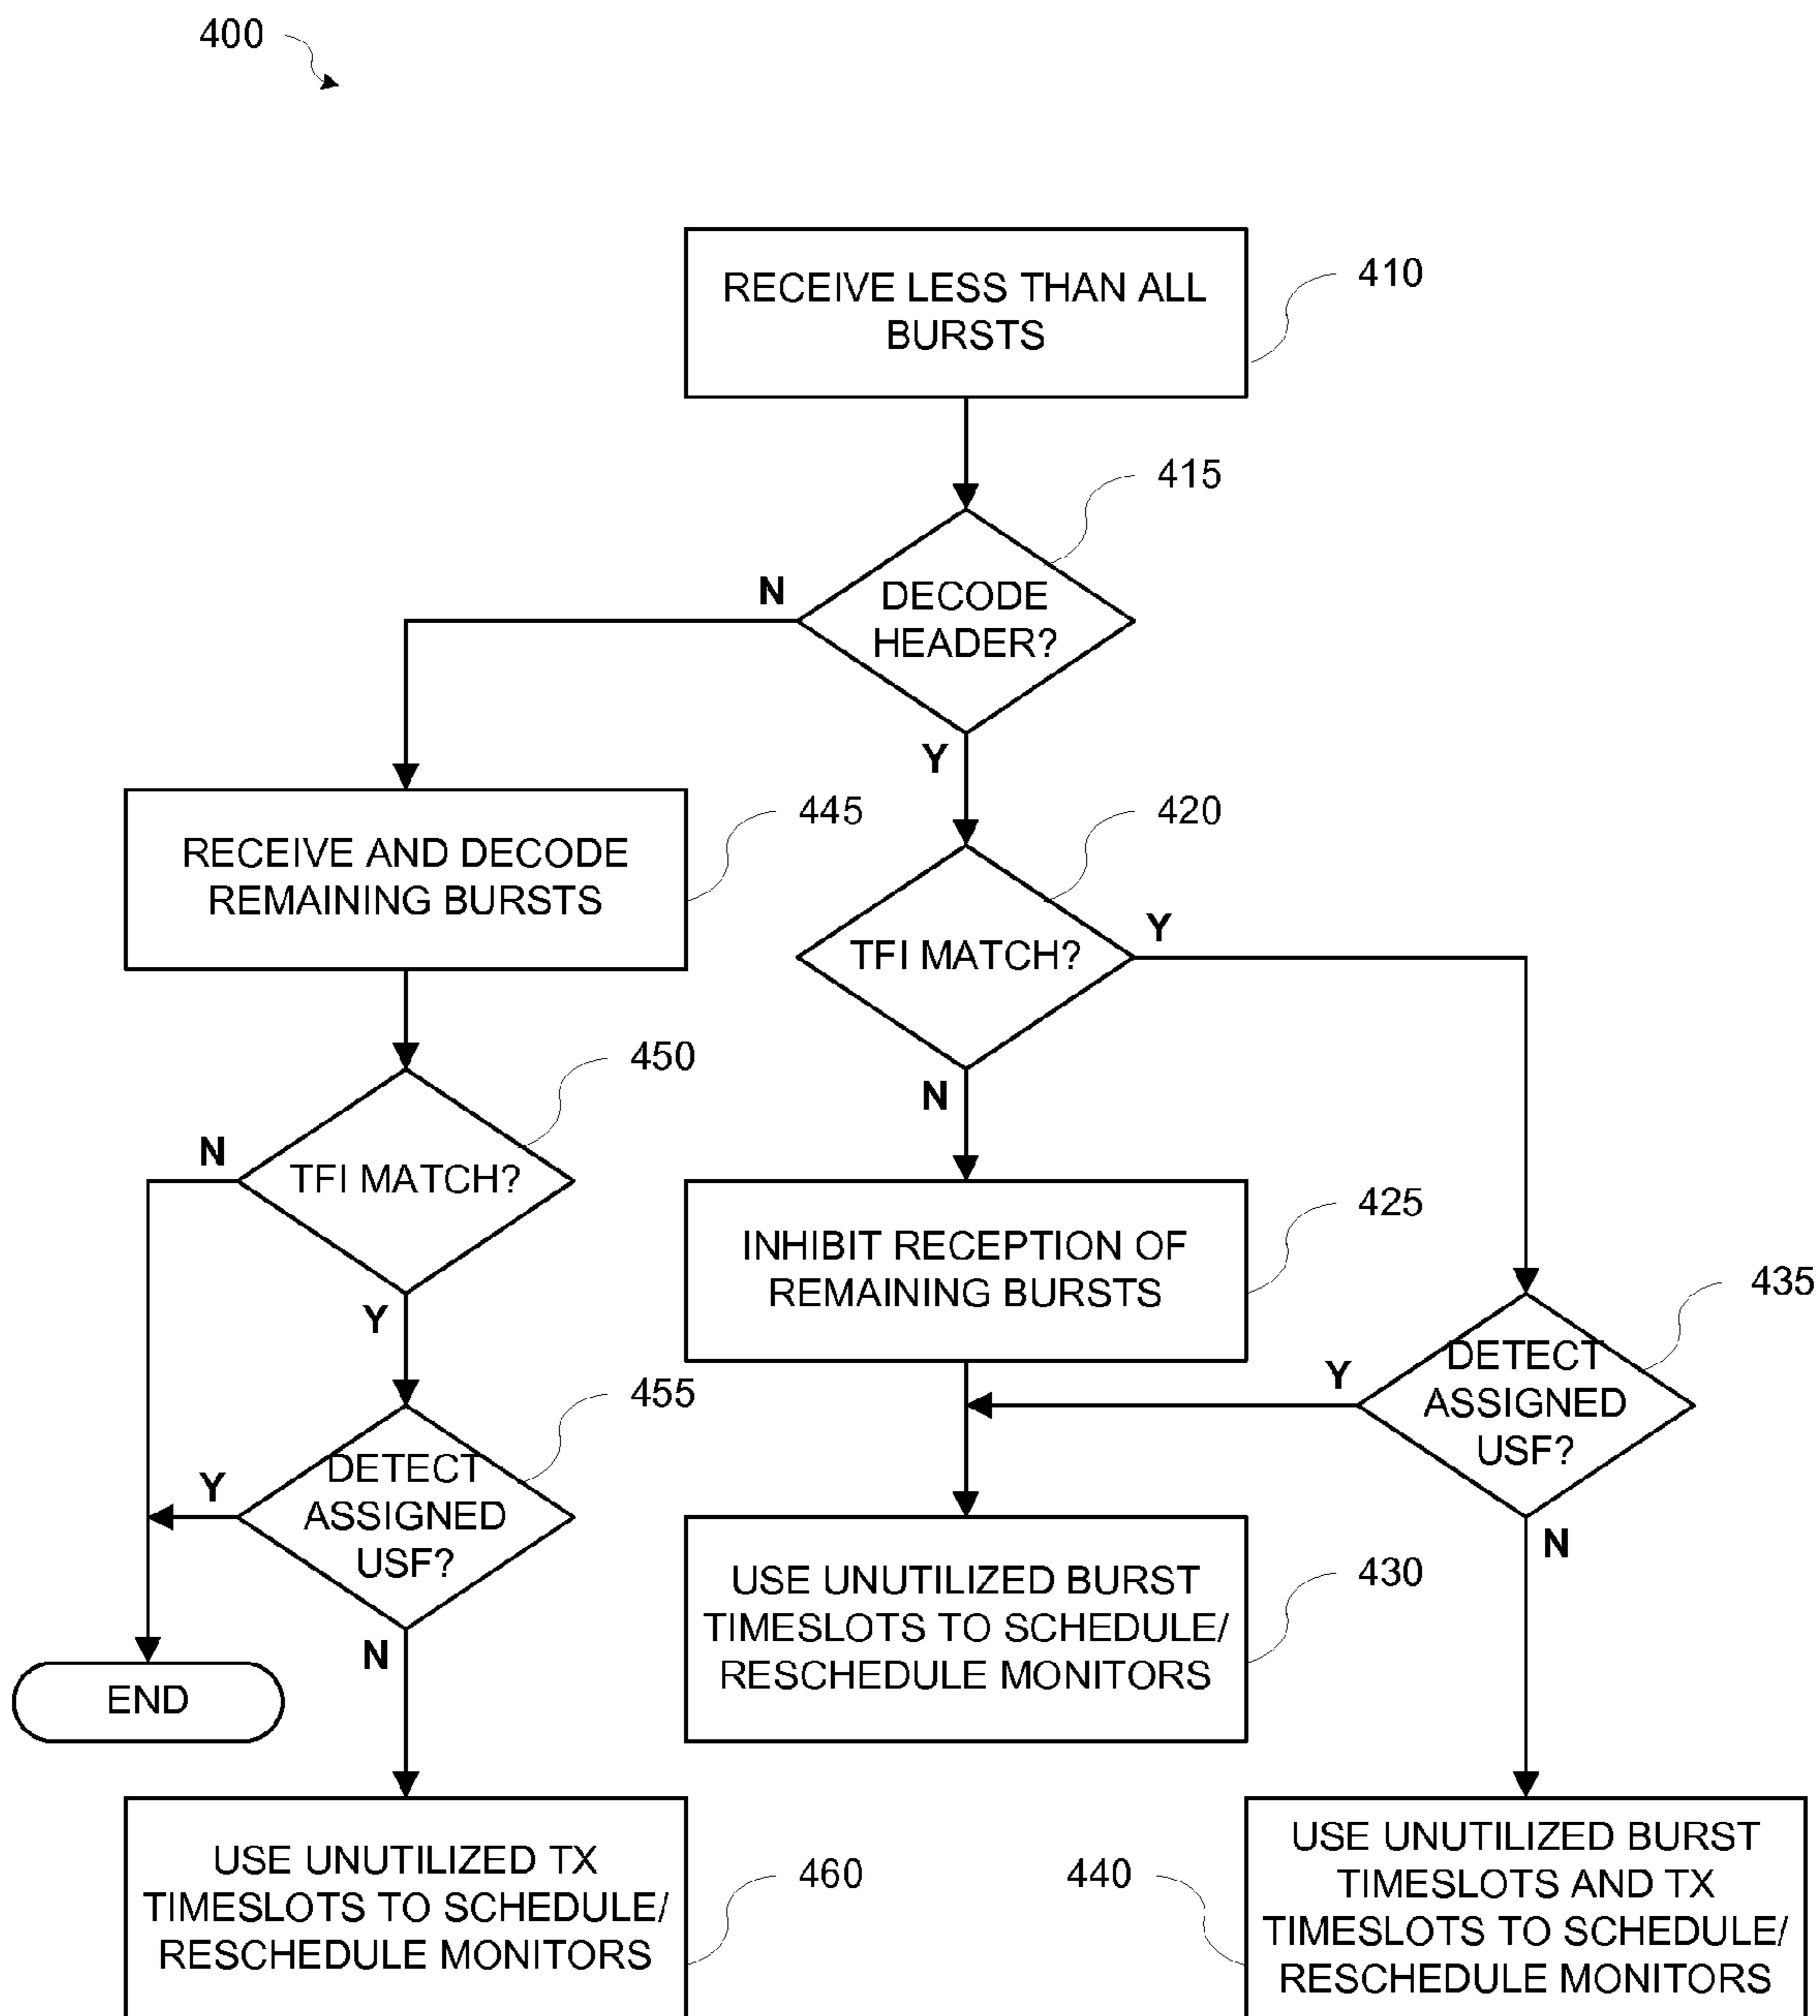 400
RECEIVE LESS THAN ALL
BURSTS
410
415
DECODE
HEADER?
N
Y
RECEIVE AND DECODE
REMAINING BURSTS
445
420
TFI MATCH?
Y
N
450
TFI MATCH?
N
Y
INHIBIT RECEPTION OF
REMAINING BURSTS
425
435
DETECT
ASSIGNED
USF?
Y
N
455
DETECT
ASSIGNED
USF?
Y
N
USE UNUTILIZED BURST
TIMESLOTS TO SCHEDULE/
RESCHEDULE MONITORS
430
END
USE UNUTILIZED TX
TIMESLOTS TO SCHEDULE/
RESCHEDULE MONITORS
460
440
USE UNUTILIZED BURST
TIMESLOTS AND TX
TIMESLOTS TO SCHEDULE/
RESCHEDULE MONITORS